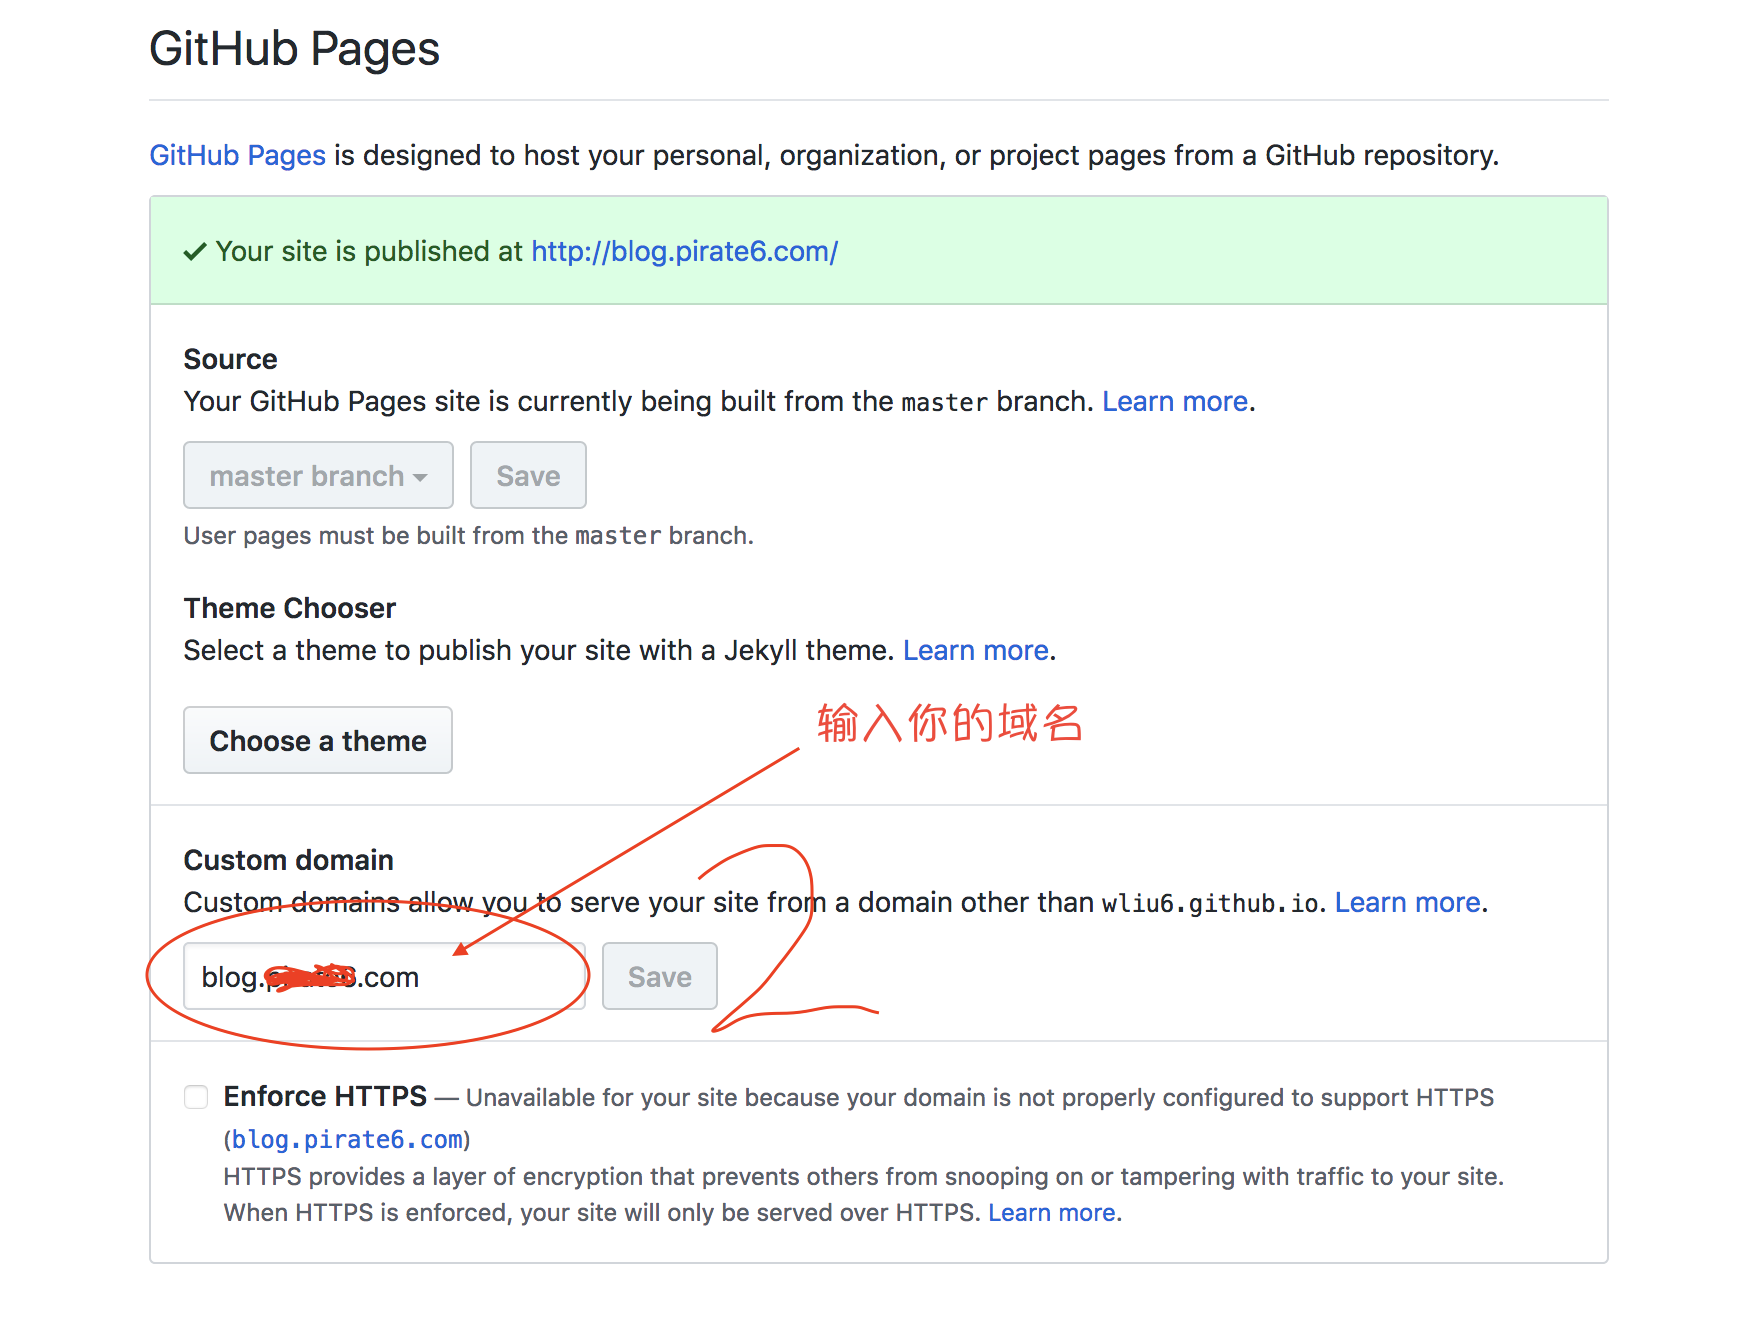 GitHub Pages
GitHub Pages is designed to host your personal, organization, or project pages from a GitHub repository.
✓ Your site is published at http://blog.pirate6.com/
Source
Your GitHub Pages site is currently being built from the master branch. Learn more.
master branch Save
User pages must be built from the master branch.
Theme Chooser
Select a theme to publish your site with a Jekyll theme. Learn more.
输入你的域名
Choose a theme
Custom domain
Custom domains allow you to serve your site from a domain other than wliu6.github.io. Learn more.
blog. .com Save
2
Enforce HTTPS — Unavailable for your site because your domain is not properly configured to support HTTPS
(blog.pirate6.com)
HTTPS provides a layer of encryption that prevents others from snooping on or tampering with traffic to your site.
When HTTPS is enforced, your site will only be served over HTTPS. Learn more.